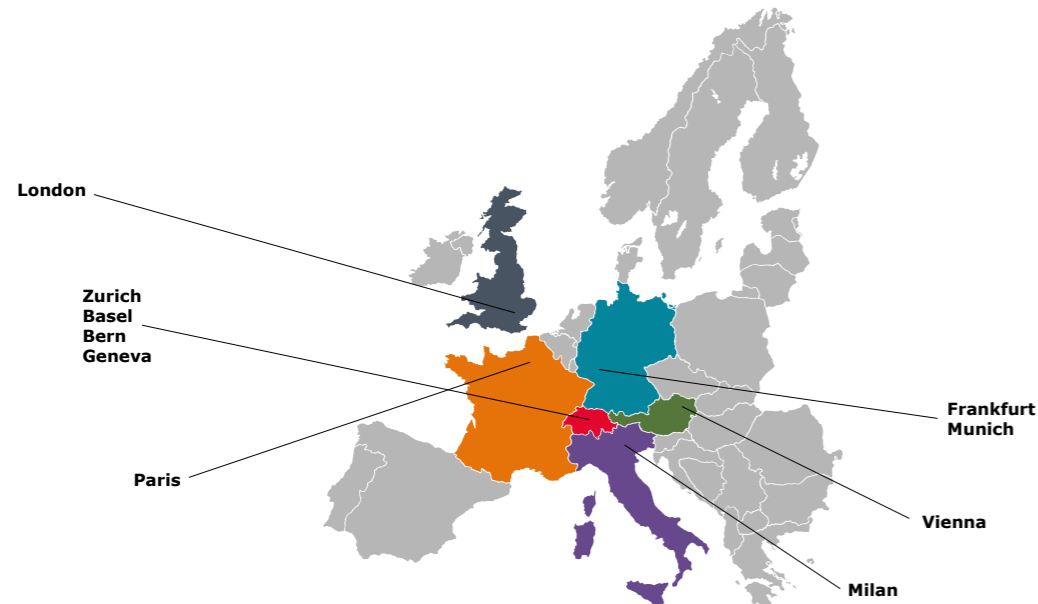 London
Zurich
Basel
Bern
Geneva
Paris
Frankfurt
Munich
Vienna
Milan